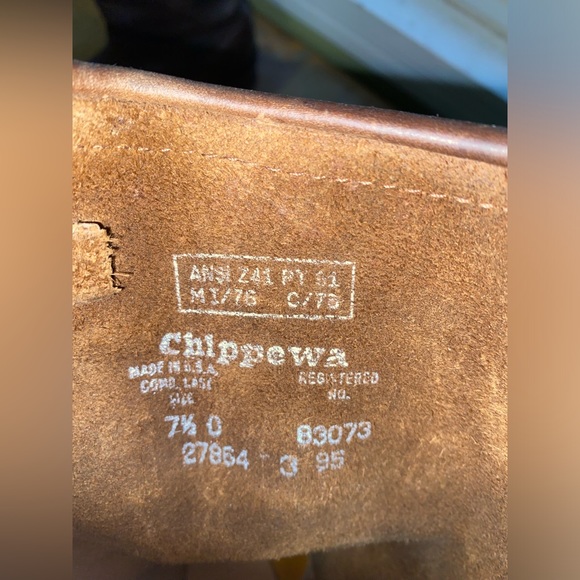 ANSI Z41 PT 91
MI/75 C/75
Chippewa
MADE IN U.S.A. REGISTERED
COMB. LAST NO.
SIZE
7½ D 83073
27864 - 3 95